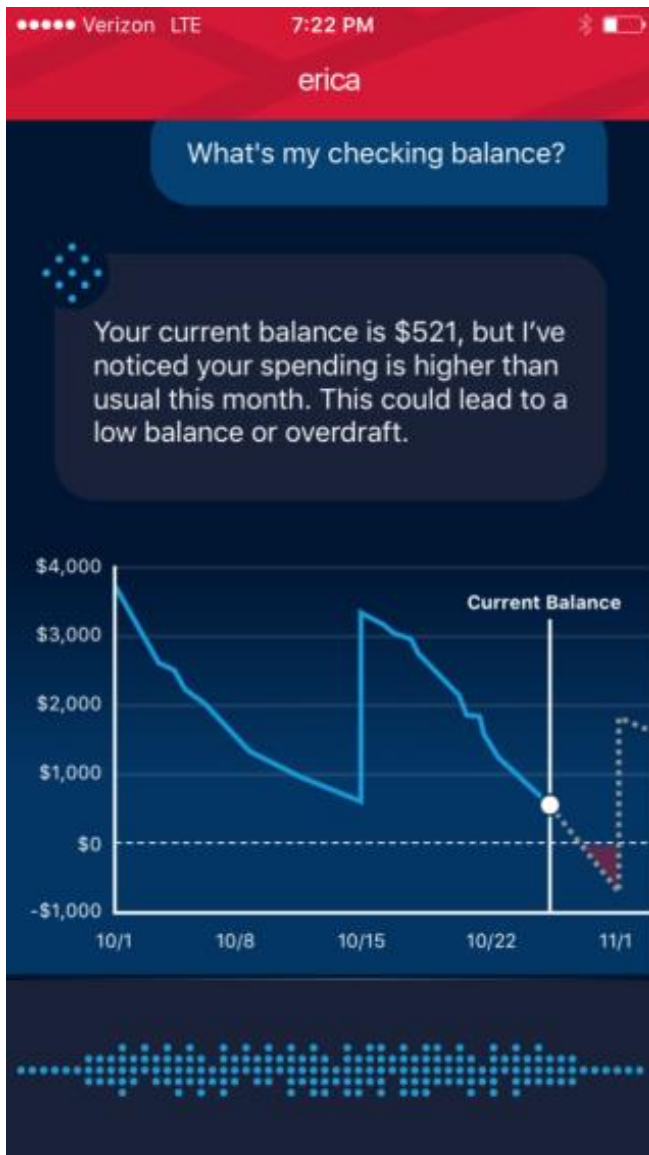 Verizon LTE 7:22 PM
erica
What's my checking balance?
Your current balance is $521, but I've
noticed your spending is higher than
usual this month. This could lead to a
low balance or overdraft.
$4,000
Current Balance
$3,000
$2,000
$1,000
$0
-$1,000
10/1 10/8 10/15 10/22 11/1